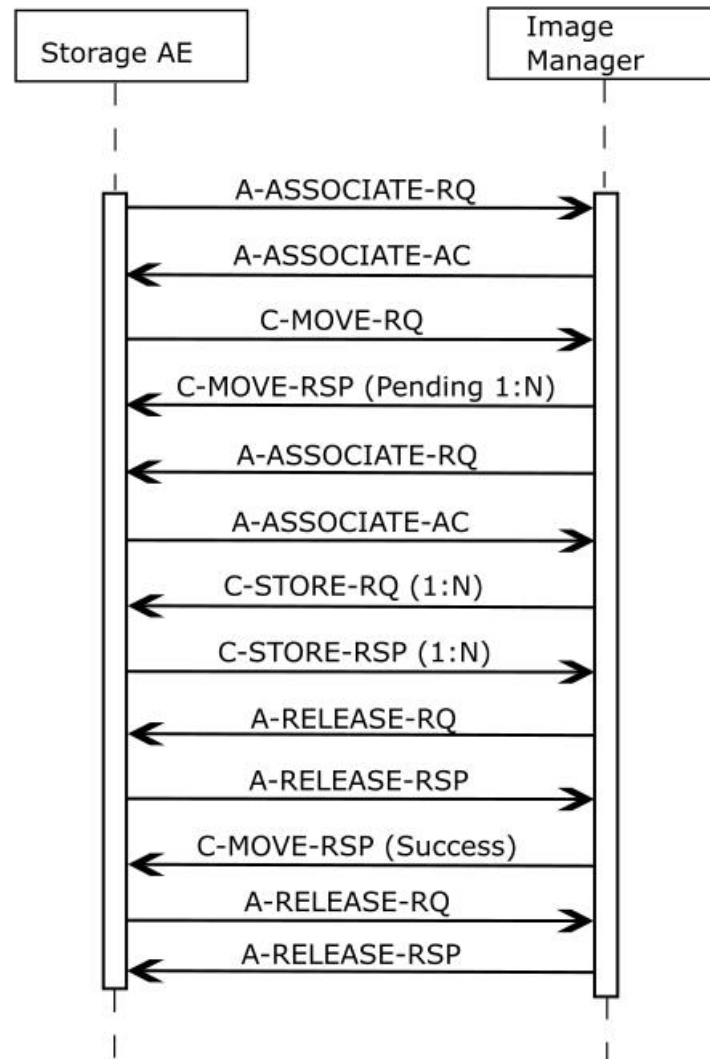 Storage AE
Image
Manager
A-ASSOCIATE-RQ
A-ASSOCIATE-AC
C-MOVE-RQ
C-MOVE-RSP (Pending 1:N)
A-ASSOCIATE-RQ
A-ASSOCIATE-AC
C-STORE-RQ (1:N)
C-STORE-RSP (1:N)
A-RELEASE-RQ
A-RELEASE-RSP
C-MOVE-RSP (Success)
A-RELEASE-RQ
A-RELEASE-RSP